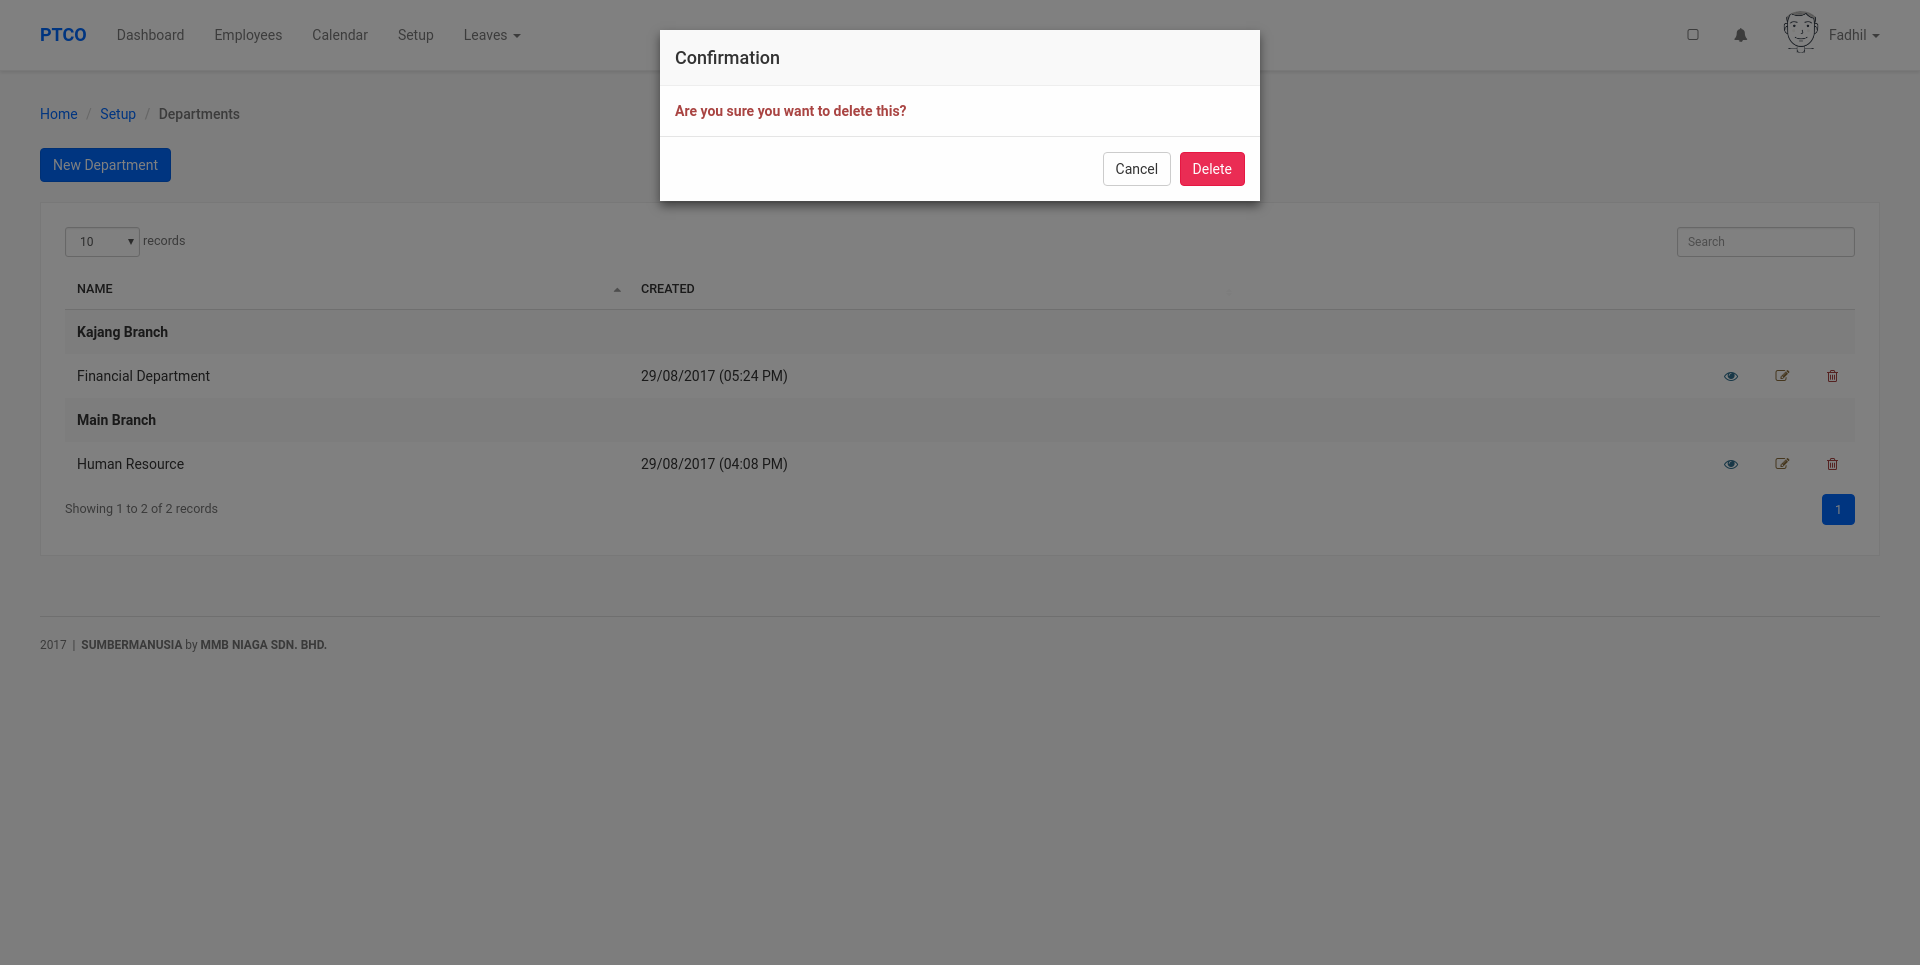 PTCO Dashboard Employees Calendar Setup Leaves Fadhil
Confirmation
Are you sure you want to delete this?
Cancel Delete
Home / Setup / Departments
New Department
10 records Search
NAME CREATED
Kajang Branch
Financial Department 29/08/2017 (05:24 PM)
Main Branch
Human Resource 29/08/2017 (04:08 PM)
Showing 1 to 2 of 2 records 1
2017 | SUMBERMANUSIA by MMB NIAGA SDN. BHD.